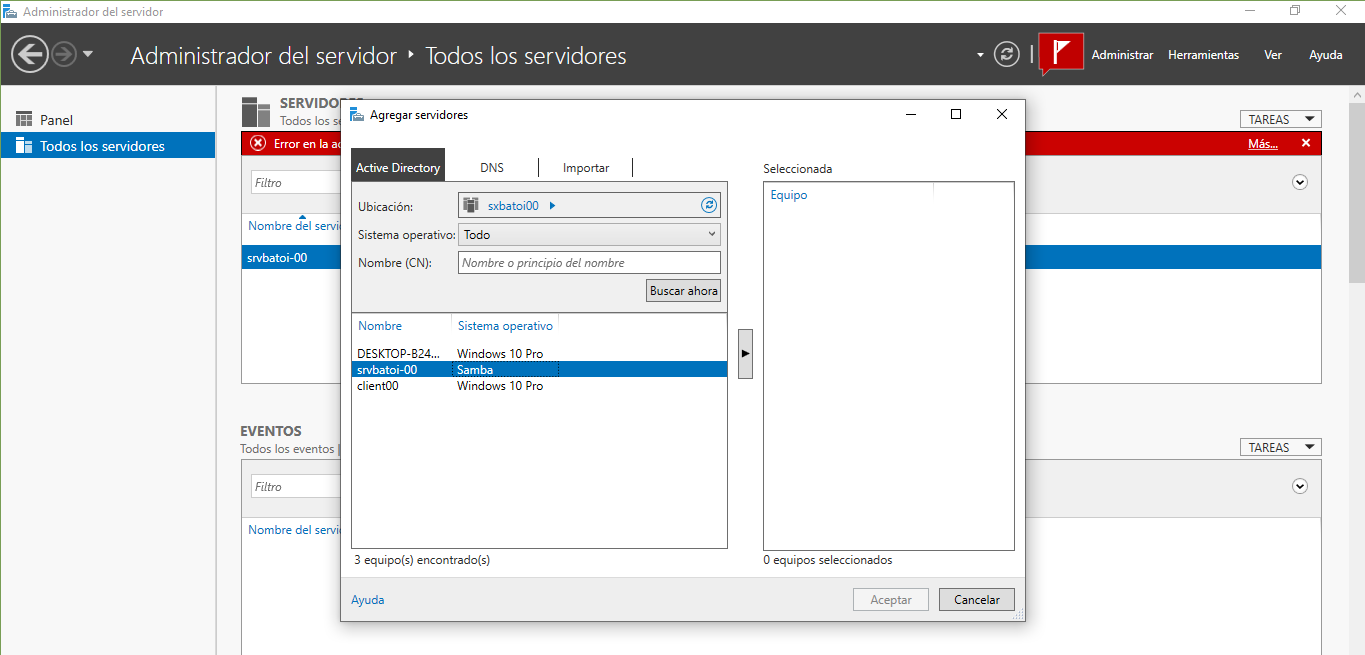 Administrador del servidor
Administrador del servidor ‣ Todos los servidores
Administrar Herramientas Ver Ayuda
Panel
Todos los servidores
SERVIDORES
Todos los
TAREAS
Error en la
Más...
Filtro
Nombre del
srvbatoi-00
EVENTOS
Todos los eventos |
TAREAS
Filtro
Nombre del
Agregar servidores
Active Directory DNS Importar
Ubicación: sxbatoi00
Sistema operativo: Todo
Nombre (CN): Nombre o principio del nombre
Buscar ahora
Nombre Sistema operativo
DESKTOP-B24... Windows 10 Pro
srvbatoi-00 Samba
client00 Windows 10 Pro
3 equipo(s) encontrado(s)
Seleccionada
Equipo
0 equipos seleccionados
Ayuda
Aceptar Cancelar